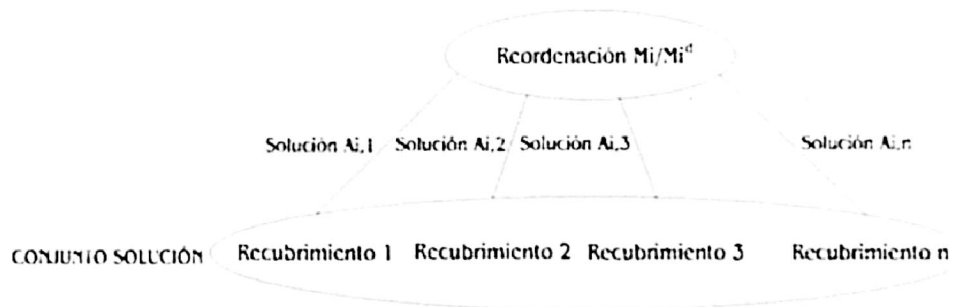 Reordenación Mi/Miᵈ
Solución Ai,1 Solución Ai,2 Solución Ai,3 Solución Ai,n
CONJUNTO SOLUCIÓN Recubrimiento 1 Recubrimiento 2 Recubrimiento 3 Recubrimiento n